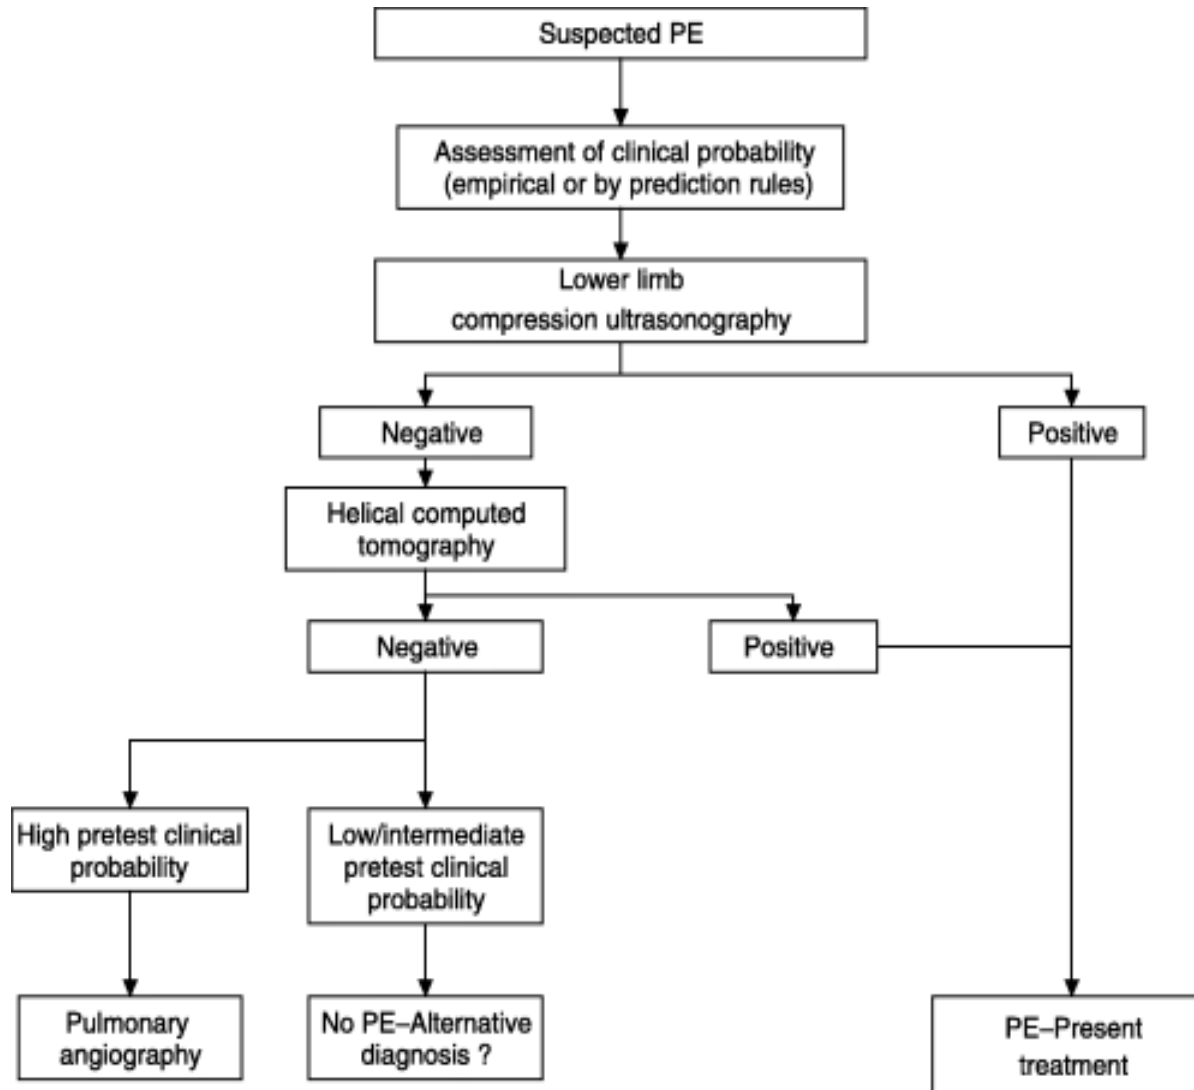 Suspected PE
Assessment of clinical probability
(empirical or by prediction rules)
Lower limb
compression ultrasonography
Negative
Positive
Helical computed
tomography
Negative
Positive
High pretest clinical
probability
Low/intermediate
pretest clinical
probability
Pulmonary
angiography
No PE–Alternative
diagnosis ?
PE–Present
treatment